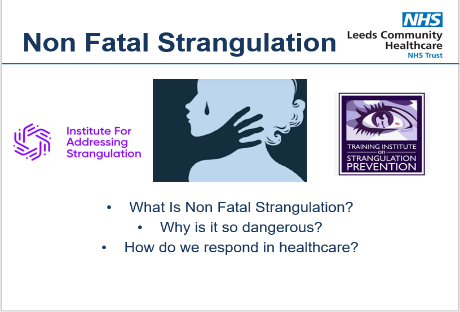 Non Fatal Strangulation
NHS
Leeds Community
Healthcare
NHS Trust
Institute For
Addressing
Strangulation
TRAINING INSTITUTE
on
STRANGULATION
PREVENTION
• What Is Non Fatal Strangulation?
• Why is it so dangerous?
• How do we respond in healthcare?